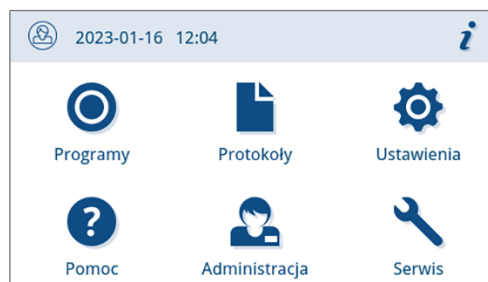 2023-01-16 12:04 i
Programy Protokoły Ustawienia
? 
Pomoc Administracja Serwis